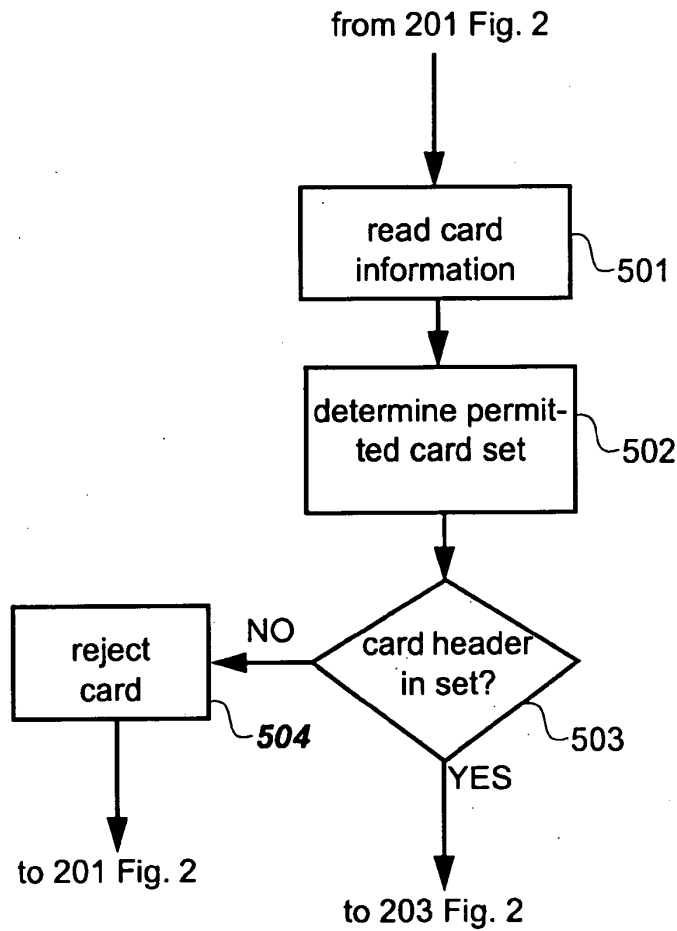 from 201 Fig. 2
read card
information
501
determine permit-
ted card set
502
card header
in set?
503
NO
reject
card
504
YES
to 201 Fig. 2
to 203 Fig. 2